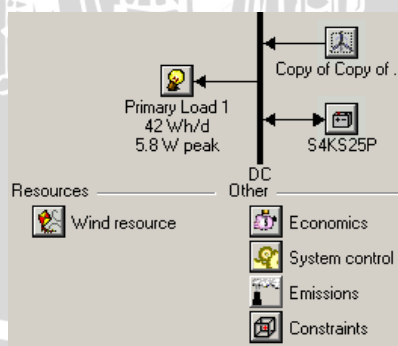 Copy of Copy of .
Primary Load 1
42 Wh/d
5.8 W peak
S4KS25P
DC
Resources
Other
Wind resource
Economics
System control
Emissions
Constraints